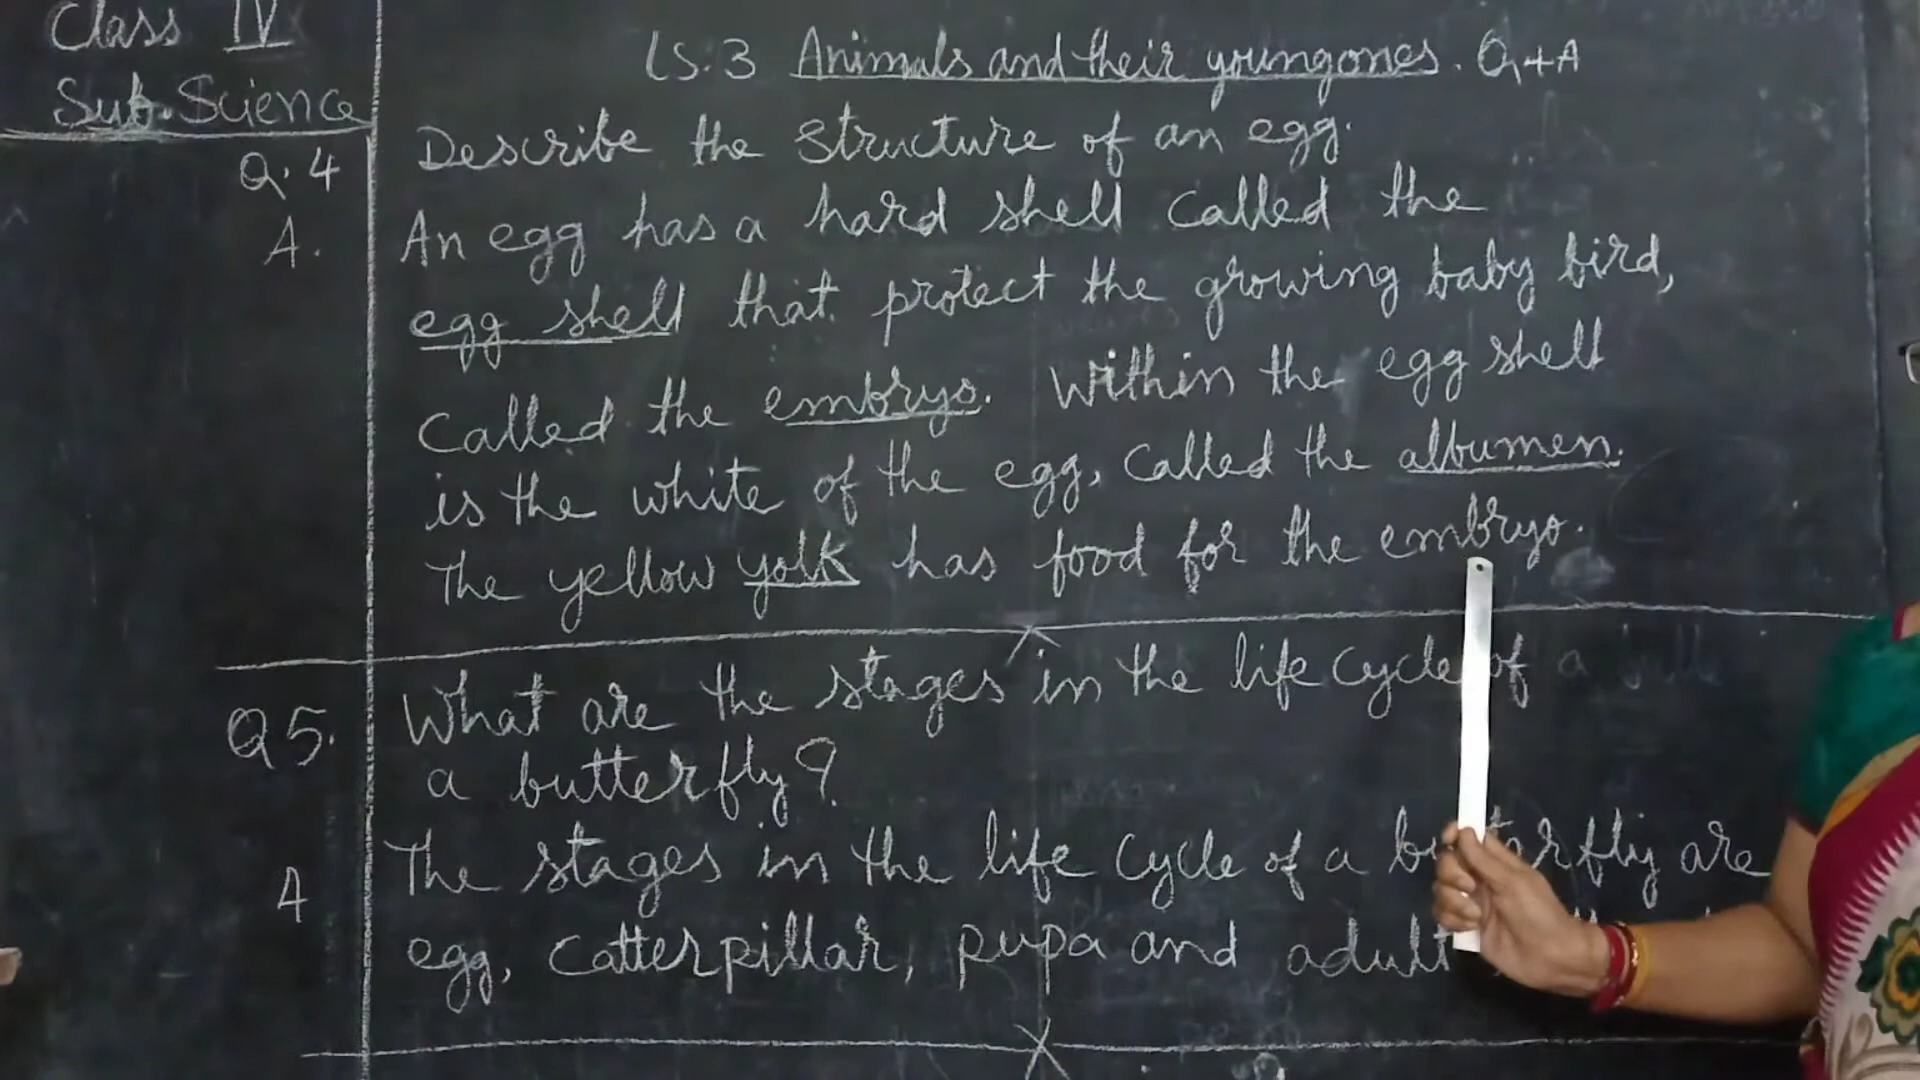 Class IV
Sub. Science
LS. 3 Animals and their young ones. Q+A
Q. 4 Describe the structure of an egg.
A. An egg has a hard shell called the
egg shell that protect the growing baby bird,
called the embryo. Within the egg shell
is the white of the egg, called the albumen.
The yellow yolk has food for the embryo.
Q 5. What are the stages in the life cycle of
a butterfly?
A The stages in the life cycle of a butterfly are
egg, catterpillar, pupa and adult